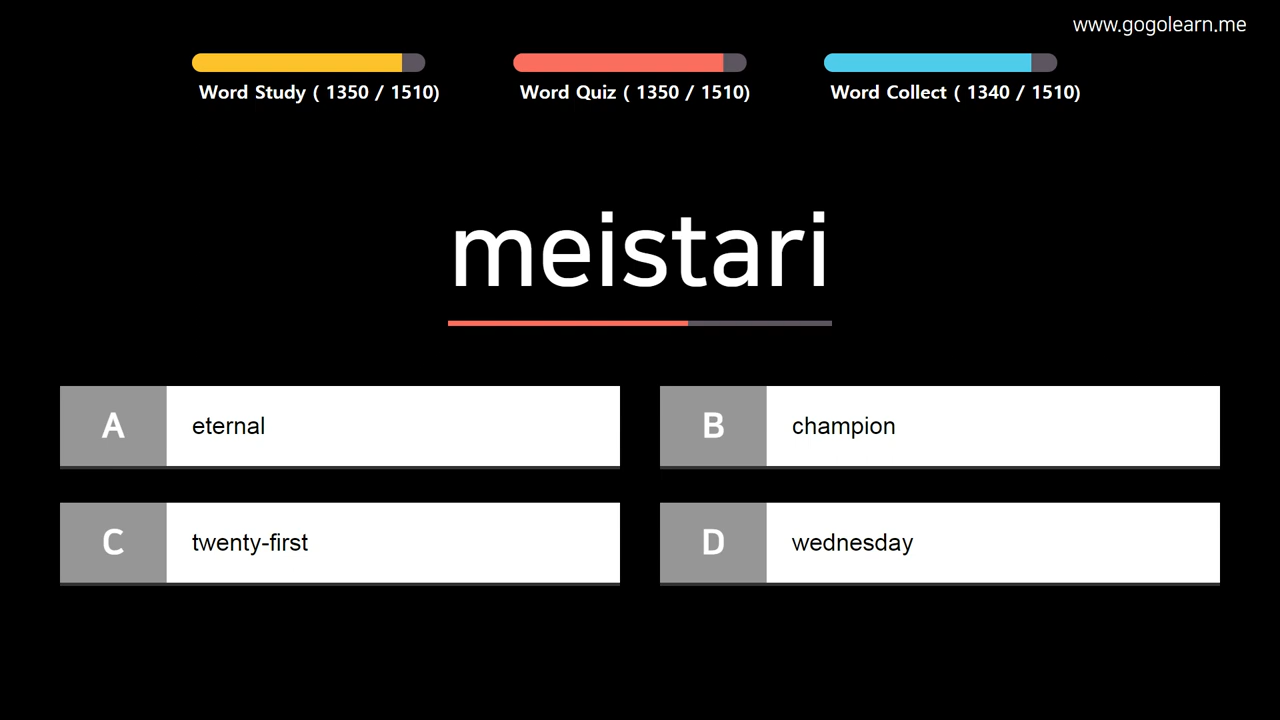 www.gogolearn.me
Word Study ( 1350 / 1510)
Word Quiz ( 1350 / 1510)
Word Collect ( 1340 / 1510)
meistari
A eternal
B champion
C twenty-first
D wednesday